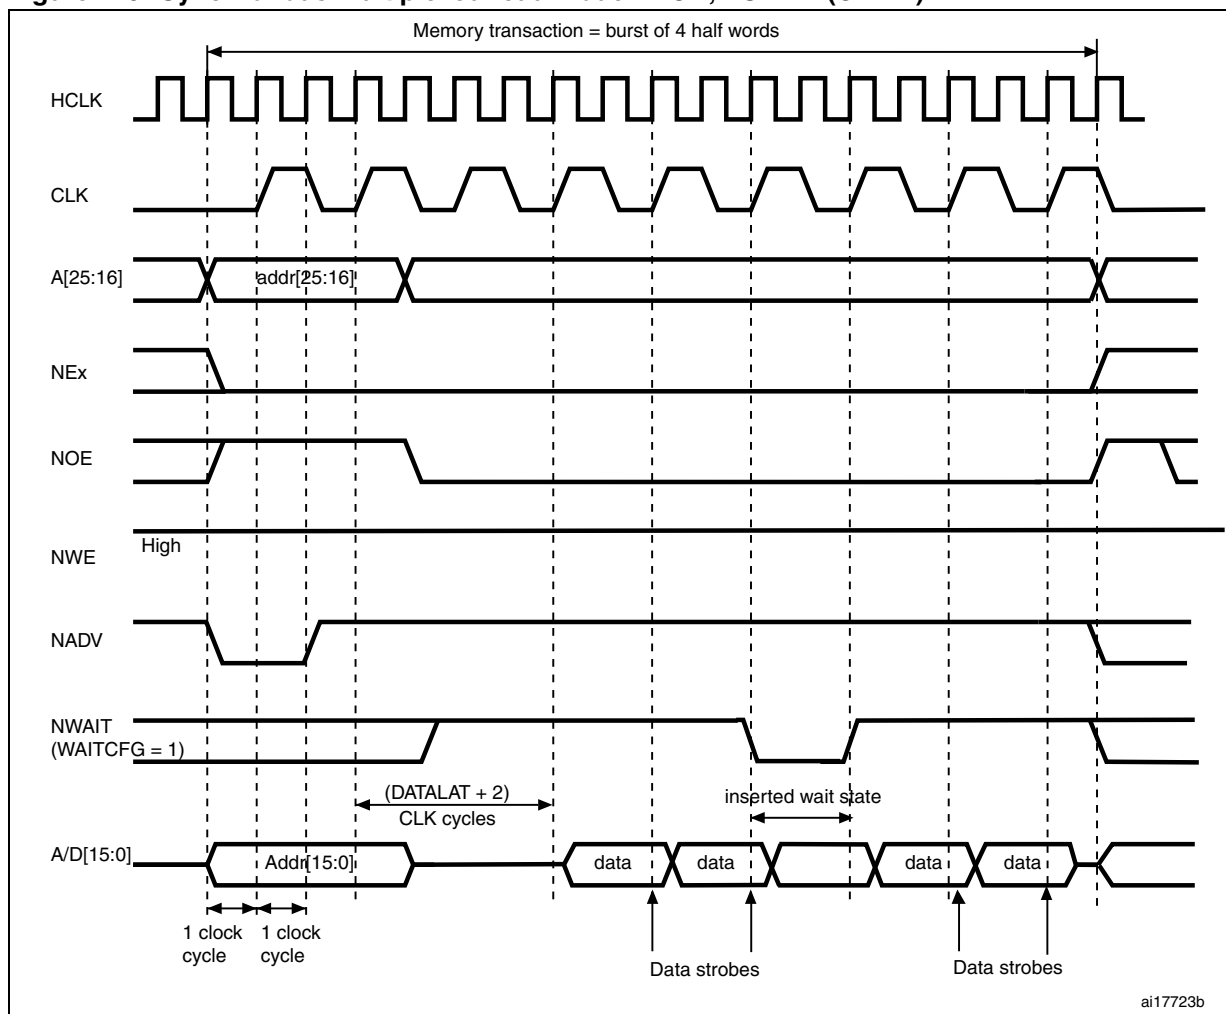 Memory transaction = burst of 4 half words
HCLK
CLK
A[25:16]
addr[25:16]
NEx
NOE
High
NWE
NADV
NWAIT
(WAITCFG = 1)
(DATALAT + 2)
CLK cycles
inserted wait state
A/D[15:0]
Addr[15:0]
data
data
data
data
1 clock
cycle
1 clock
cycle
Data strobes
Data strobes
ai17723b